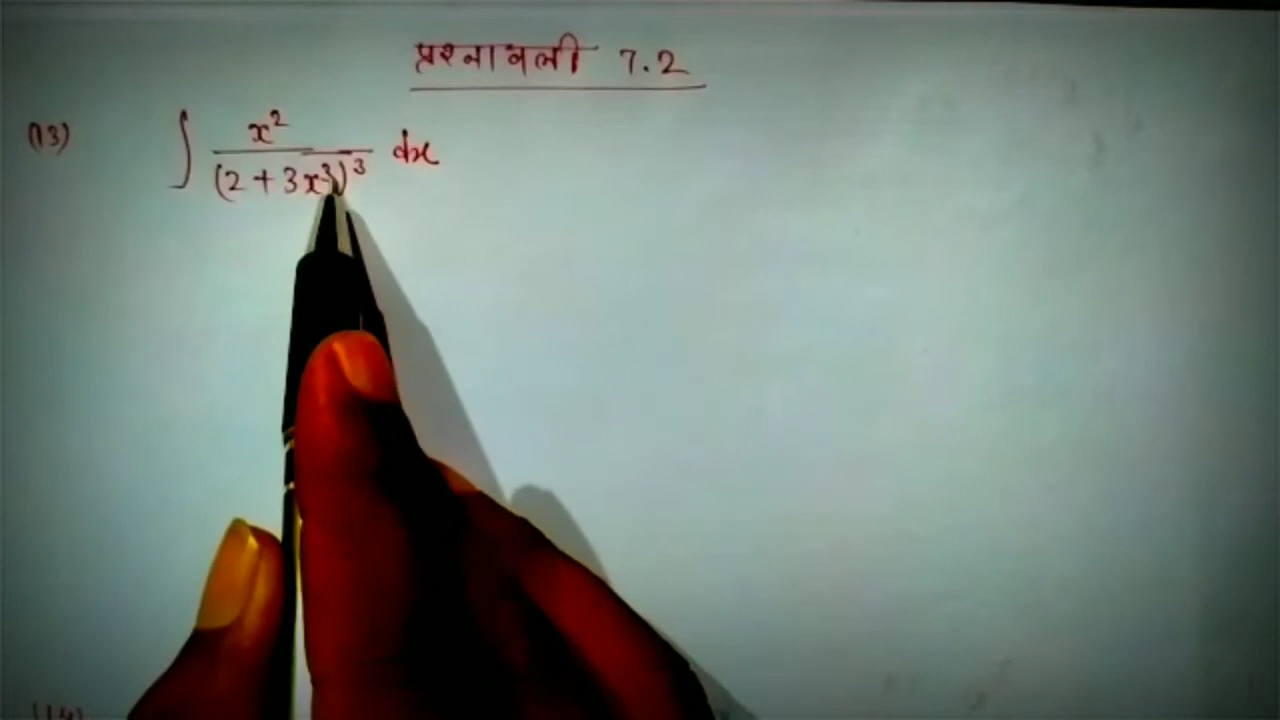 प्रश्नावली 7.2
(13) ∫ x²/(2 + 3x³)³ dx